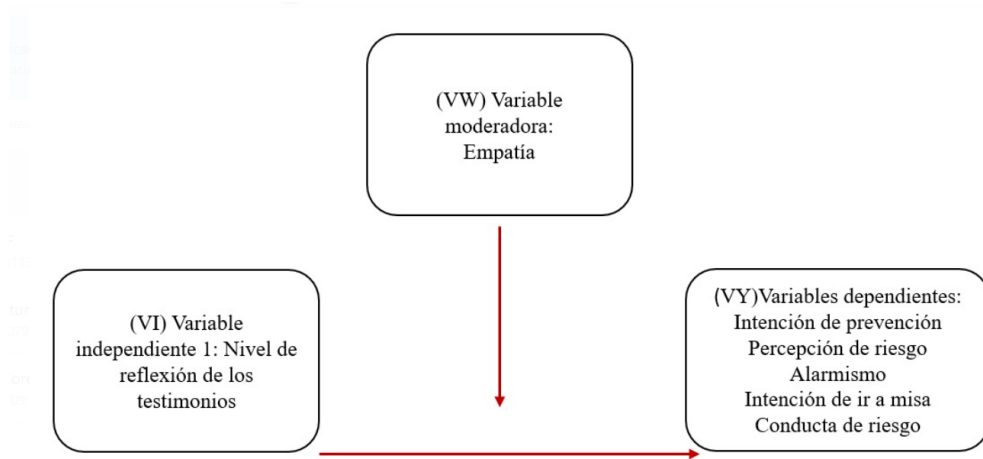 (VW) Variable
moderadora:
Empatía
(VI) Variable
independiente 1: Nivel de
reflexión de los
testimonios
(VY)Variables dependientes:
Intención de prevención
Percepción de riesgo
Alarmismo
Intención de ir a misa
Conducta de riesgo